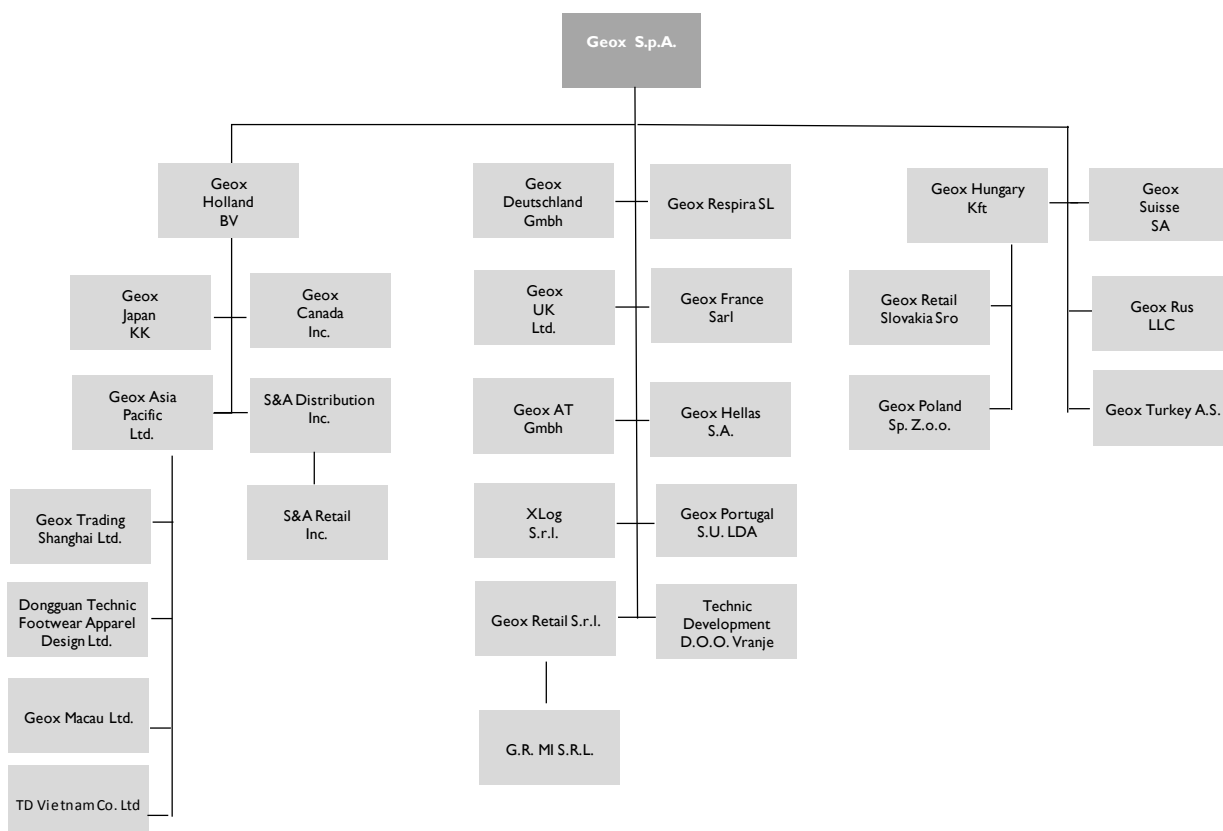 Geox S.p.A.
Geox
Holland
BV
Geox
Deutschland
Gmbh
Geox Respira SL
Geox Hungary
Kft
Geox
Suisse
SA
Geox
Japan
KK
Geox
Canada
Inc.
Geox
UK
Ltd.
Geox France
Sarl
Geox Retail
Slovakia Sro
Geox Rus
LLC
Geox Asia
Pacific
Ltd.
S&A Distribution
Inc.
Geox AT
Gmbh
Geox Hellas
S.A.
Geox Poland
Sp. Z.o.o.
Geox Turkey A.S.
Geox Trading
Shanghai Ltd.
S&A Retail
Inc.
XLog
S.r.l.
Geox Portugal
S.U. LDA
Dongguan Technic
Footwear Apparel
Design Ltd.
Geox Retail S.r.l.
Technic
Development
D.O.O. Vranje
Geox Macau Ltd.
G.R. MI S.R.L.
TD Vietnam Co. Ltd